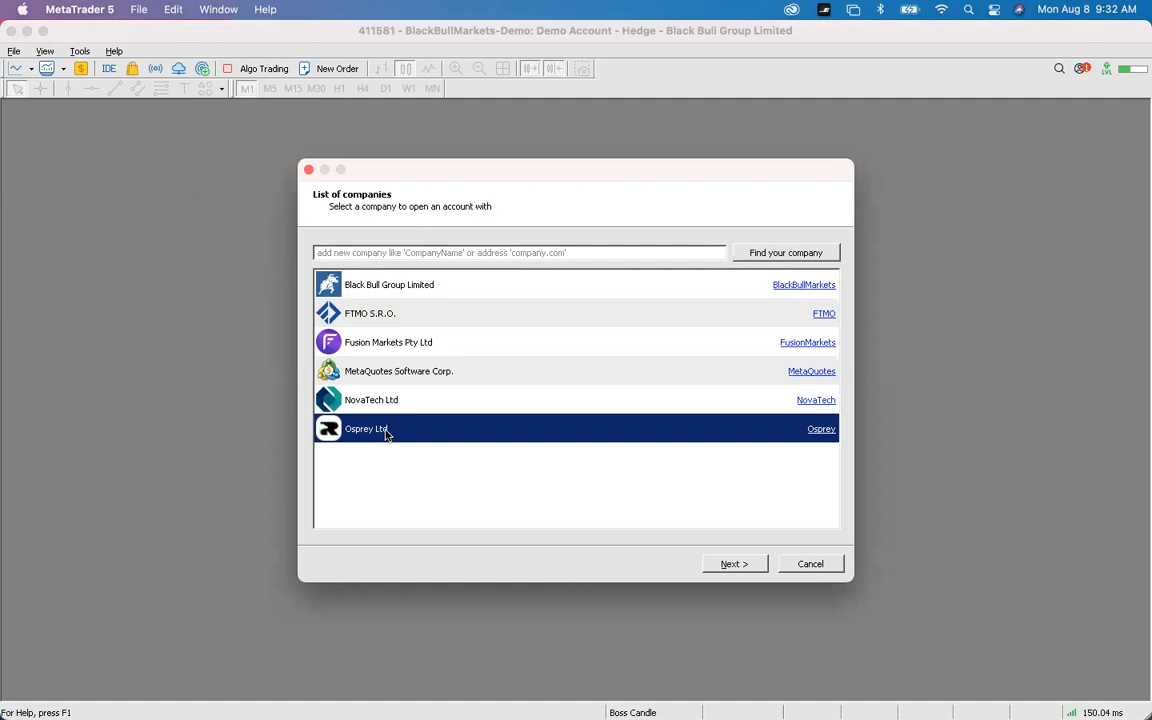 MetaTrader 5 File Edit Window Help Mon Aug 8 9:32 AM
411581 - BlackBullMarkets-Demo: Demo Account - Hedge - Black Bull Group Limited
File View Tools Help
IDE Algo Trading New Order LVL
M1 M5 M15 M30 H1 H4 D1 W1 MN
List of companies
Select a company to open an account with
add new company like 'CompanyName' or address 'company.com' Find your company
Black Bull Group Limited BlackBullMarkets
FTMO S.R.O. FTMO
Fusion Markets Pty Ltd FusionMarkets
MetaQuotes Software Corp. MetaQuotes
NovaTech Ltd NovaTech
Osprey Ltd Osprey
Next > Cancel
For Help, press F1 Boss Candle 150.04 ms